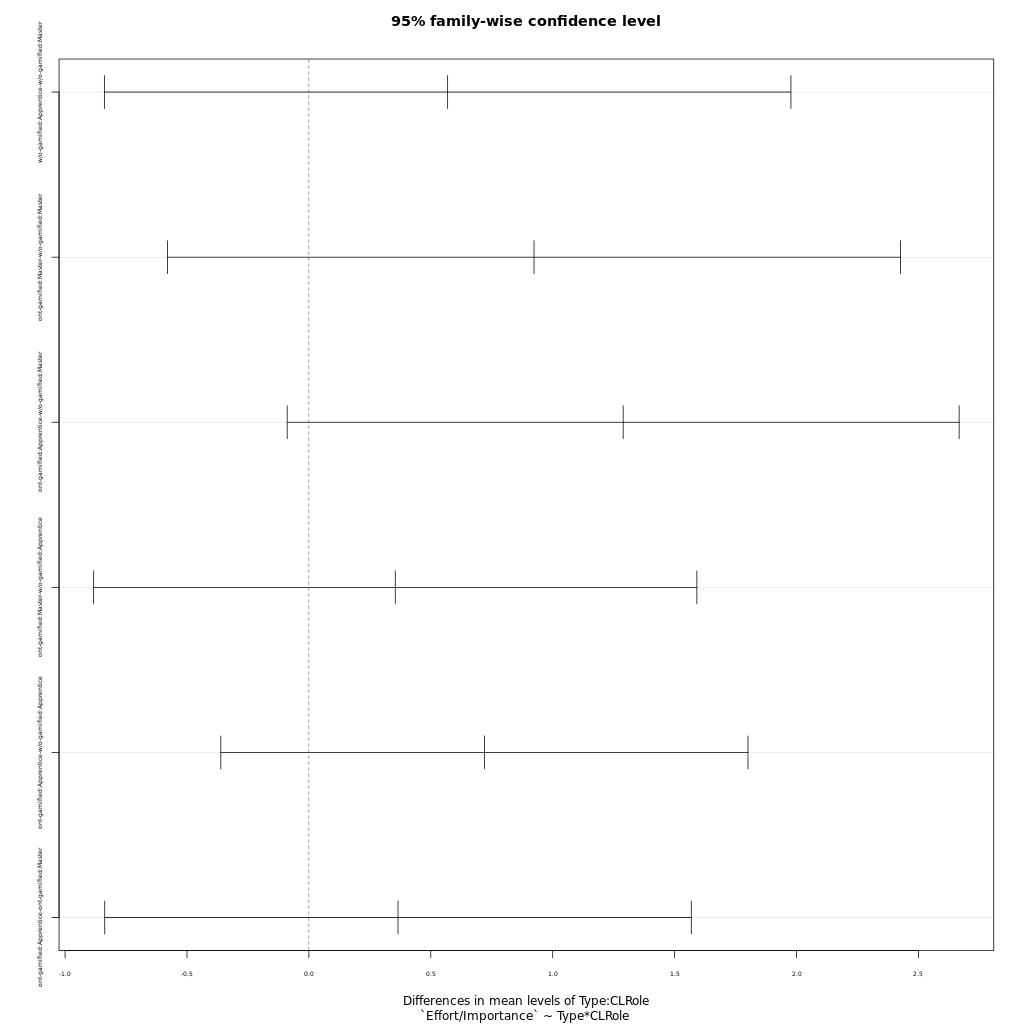 95% family-wise confidence level
w/o-gamified:Apprentice-w/o-gamified:Master
ont-gamified:Master-w/o-gamified:Master
ont-gamified:Apprentice-w/o-gamified:Master
ont-gamified:Master-w/o-gamified:Apprentice
ont-gamified:Apprentice-w/o-gamified:Apprentice
ont-gamified:Apprentice-ont-gamified:Master
-1.0 -0.5 0.0 0.5 1.0 1.5 2.0 2.5
Differences in mean levels of Type:CLRole
`Effort/Importance` ~ Type*CLRole